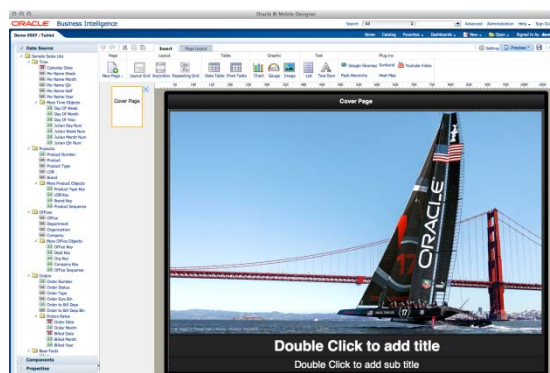 Oracle BI Mobile Designer
ORACLE Business Intelligence
Search All Advanced Administration Help Sign Out
Home Catalog Favorites Dashboards New Open Signed In As
Demo 0307 : Tablet
Data Source
Insert Page Layout
Setting Preview
Page Layout Table Graphic Text Plug-ins
Google Geomap Sunburst Youtube Video
Park Hierarchy Heat Map
New Page Layout Grid Accordion Repeating Grid Data Table Pivot Table Chart Gauge Image List Text Item
Sample Sales Lite
Time
Calendar Date
Per Name Week
Per Name Month
Per Name Qtr
Per Name Half
Per Name Year
More Time Objects
Day Of Week
Day Of Month
Day Of Year
Julian Day Num
Julian Week Num
Julian Month Num
Julian Qtr Num
Products
Product Number
Product
Product Type
LOB
Brand
More Product Objects
Product Type Key
LOB Key
Brand Key
Product Sequence
Offices
Office
Department
Organization
Company
More Office Objects
Office Key
Dept Key
Org Key
Company Key
Office Sequence
Orders
Order Number
Order Status
Order Type
Order Size Bin
Order to Bill Days
Order to Bill Days Bin
Orders Dates
Order Date
Order Month
Billed Date
Billed Month
Billed Year
Base Facts
Components
Properties
Cover Page
Cover Page
ORACLE
17
Double Click to add title
Double Click to add sub title